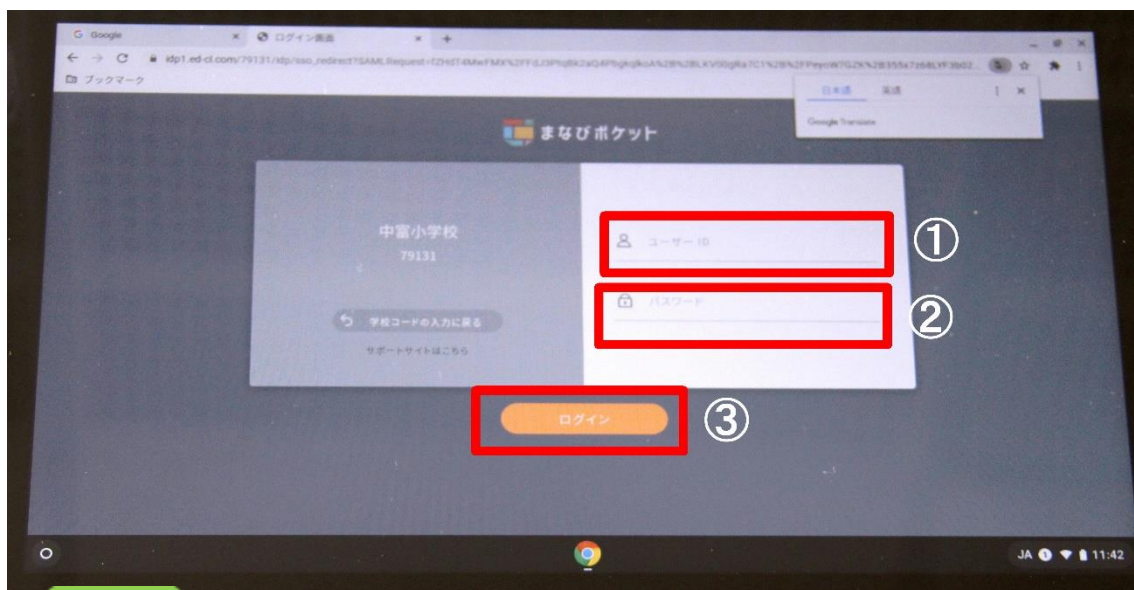 Google
ログイン画面
ブックマーク
日本語 英語
Google Translate
まなびポケット
中富小学校
79131
学校コードの入力に戻る
サポートサイトはこちら
ユーザーID
①
パスワード
②
ログイン
③
JA 11:42